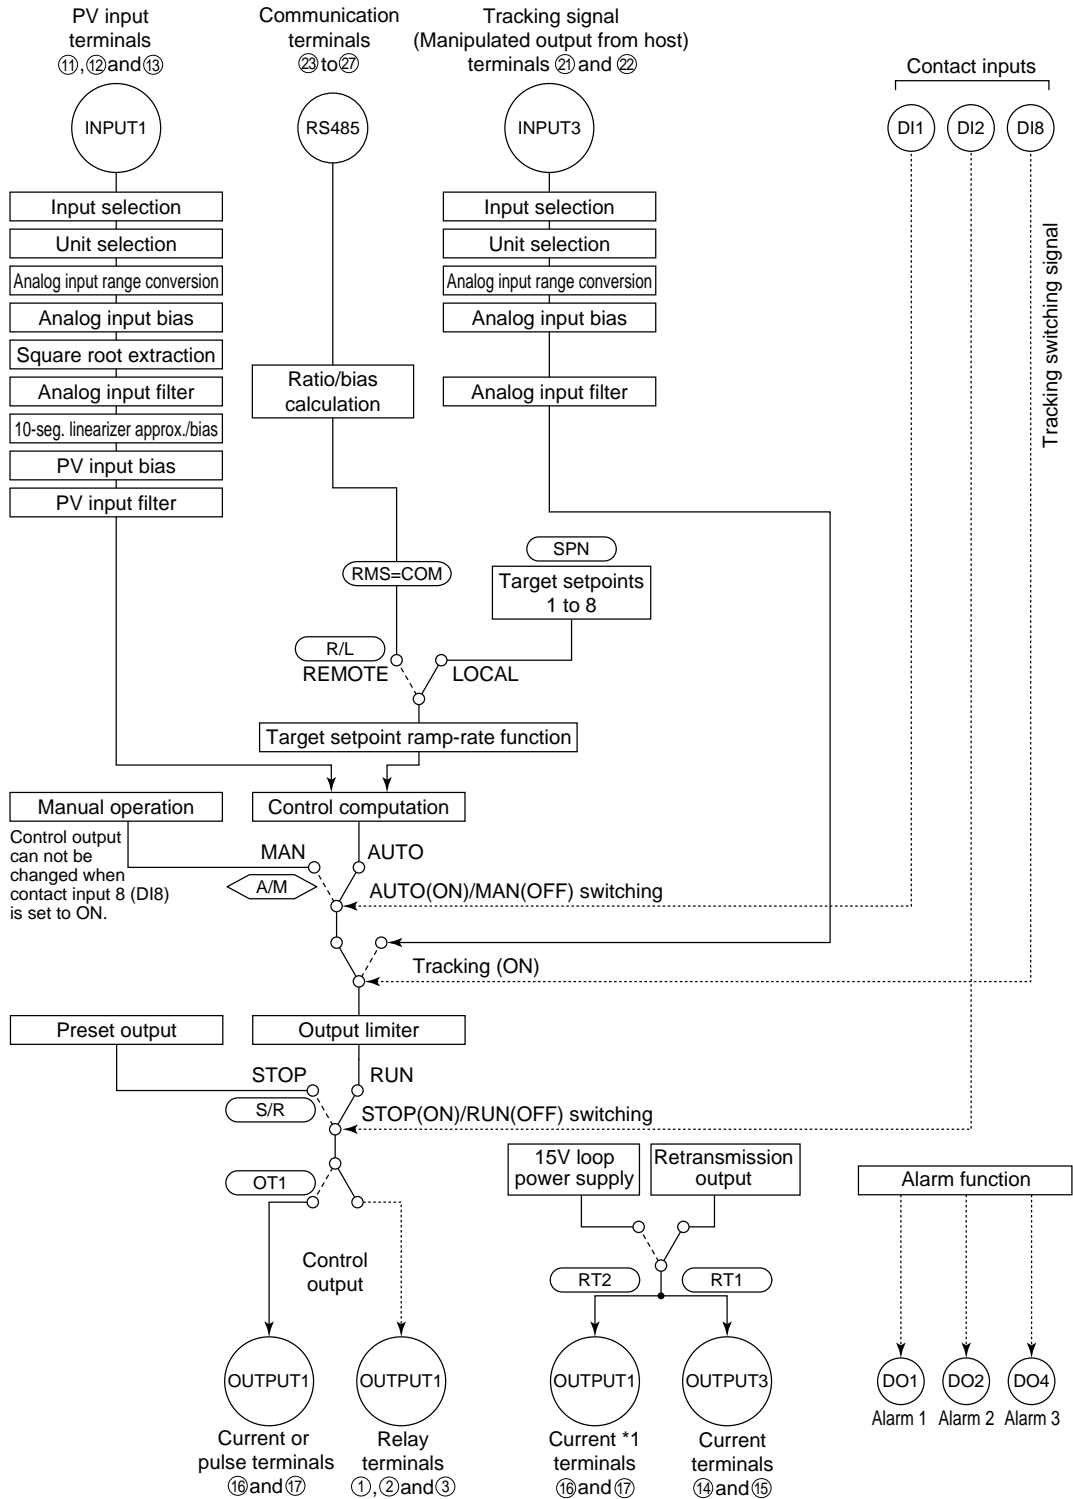 PV input
terminals
⑪,⑫and⑬
Communication
terminals
㉓to㉗
Tracking signal
(Manipulated output from host)
terminals ㉑ and ㉒
Contact inputs
INPUT1
RS485
INPUT3
DI1
DI2
DI8
Input selection
Unit selection
Analog input range conversion
Analog input bias
Square root extraction
Analog input filter
10-seg. linearizer approx./bias
PV input bias
PV input filter
Ratio/bias
calculation
Input selection
Unit selection
Analog input range conversion
Analog input bias
Analog input filter
Tracking switching signal
RMS=COM
SPN
Target setpoints
1 to 8
R/L
REMOTE
LOCAL
Target setpoint ramp-rate function
Manual operation
Control computation
Control output
can not be
changed when
contact input 8 (DI8)
is set to ON.
MAN
AUTO
A/M
AUTO(ON)/MAN(OFF) switching
Tracking (ON)
Preset output
Output limiter
STOP
RUN
S/R
STOP(ON)/RUN(OFF) switching
OT1
Control
output
15V loop
power supply
Retransmission
output
RT2
RT1
Alarm function
OUTPUT1
OUTPUT1
OUTPUT1
OUTPUT3
DO1
DO2
DO4
Alarm 1
Alarm 2
Alarm 3
Current or
pulse terminals
⑯and⑰
Relay
terminals
①,②and③
Current *1
terminals
⑯and⑰
Current
terminals
⑭and⑮